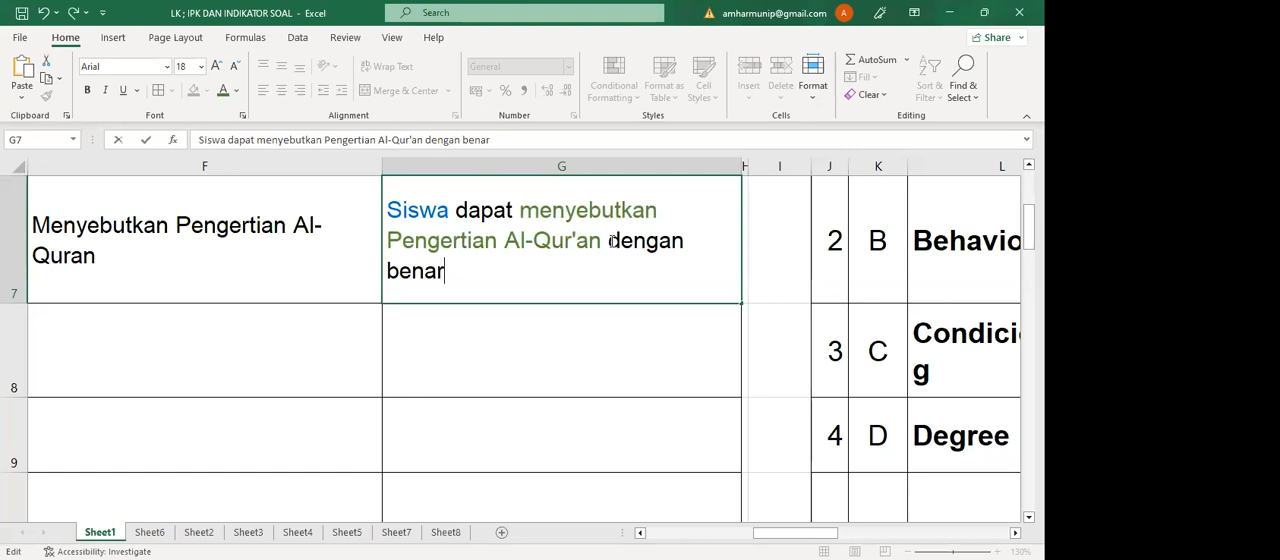 LK ; IPK DAN INDIKATOR SOAL - Excel
Search
amharmunip@gmail.com
A
File Home Insert Page Layout Formulas Data Review View Help
Share
Paste
Arial 18
B I U
Wrap Text
Merge & Center
General
Conditional Formatting
Format as Table
Cell Styles
Insert Delete Format
AutoSum
Fill
Clear
Sort & Filter
Find & Select
Clipboard Font Alignment Number Styles Cells Editing
G7
fx
Siswa dapat menyebutkan Pengertian Al-Qur'an dengan benar
F G H I J K L
7
Menyebutkan Pengertian Al-
Quran
Siswa dapat menyebutkan
Pengertian Al-Qur'an dengan
benar
2 B Behavio
8
3 C Condici
g
9
4 D Degree
Sheet1 Sheet6 Sheet2 Sheet3 Sheet4 Sheet5 Sheet7 Sheet8
Edit
Accessibility: Investigate
130%